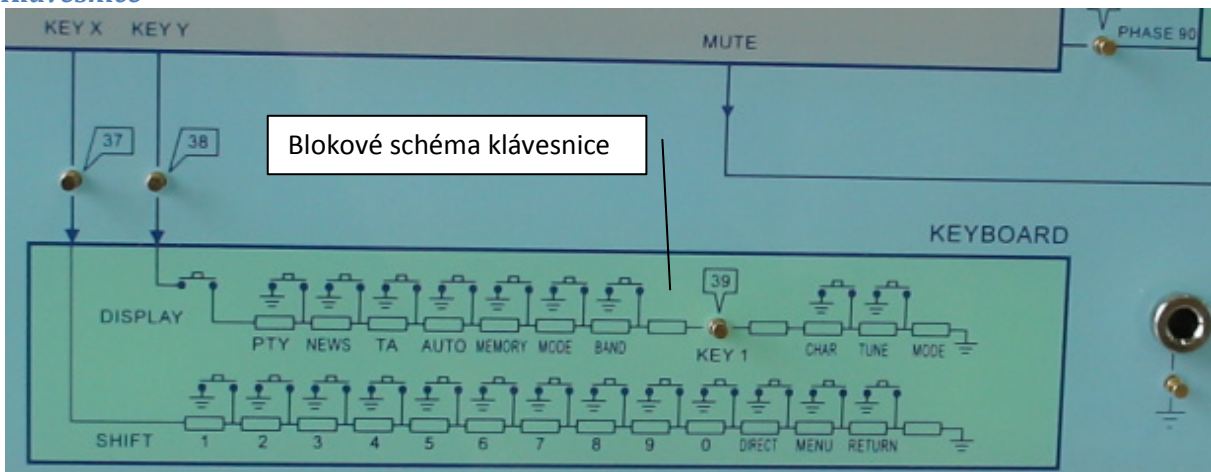 Klávesnice
KEY X KEY Y
MUTE
PHASE 90
37
38
Blokové schéma klávesnice
KEYBOARD
39
DISPLAY
PTY NEWS TA AUTO MEMORY MODE BAND KEY 1 CHAR TUNE MODE
SHIFT 1 2 3 4 5 6 7 8 9 0 DIRECT MENU RETURN